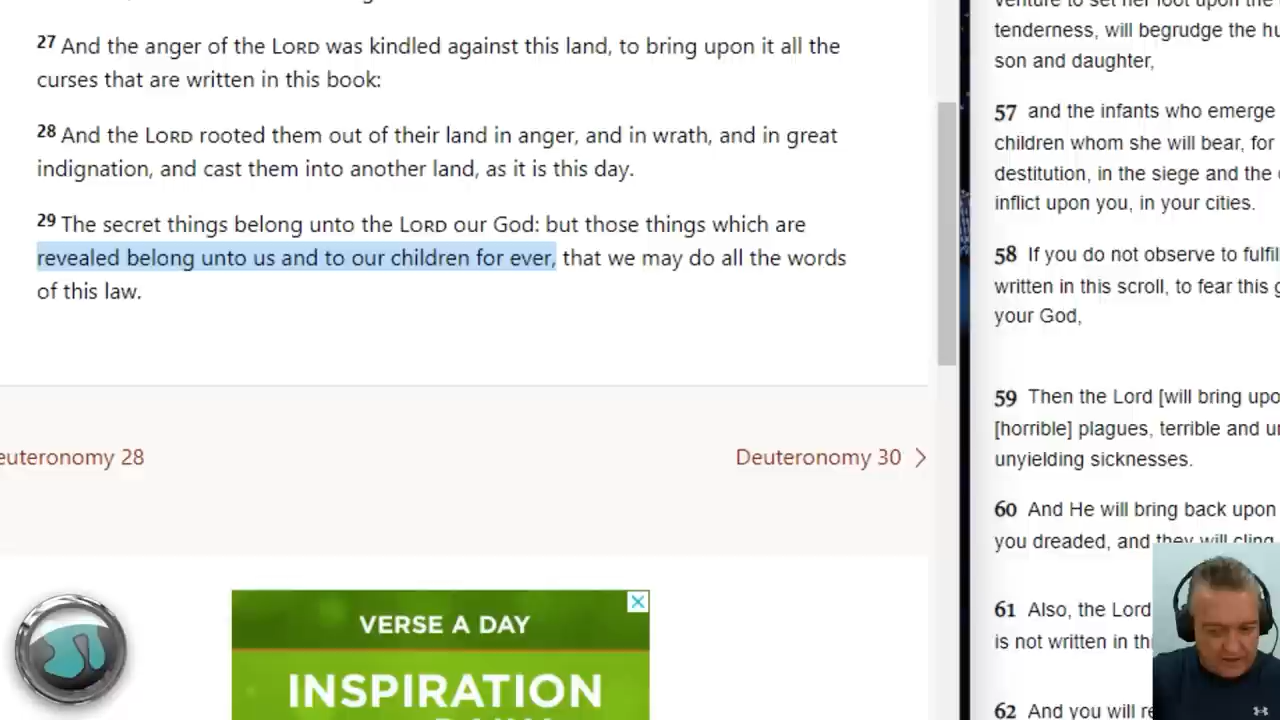 27 And the anger of the LORD was kindled against this land, to bring upon it all the
curses that are written in this book:
28 And the LORD rooted them out of their land in anger, and in wrath, and in great
indignation, and cast them into another land, as it is this day.
29 The secret things belong unto the LORD our God: but those things which are
revealed belong unto us and to our children for ever, that we may do all the words
of this law.
Deuteronomy 30
VERSE A DAY
INSPIRATION
tenderness, will begrudge the
son and daughter,
57 and the infants who emerge
children whom she will bear, for
destitution, in the siege and the
inflict upon you, in your cities.
58 If you do not observe to
written in this scroll, to fear this
your God,
59 Then the Lord [will bring
[horrible] plagues, terrible and
unyielding sicknesses.
60 And He will bring back upon
you dreaded, and they will cling
61 Also, the Lord
is not written in
62 And you will